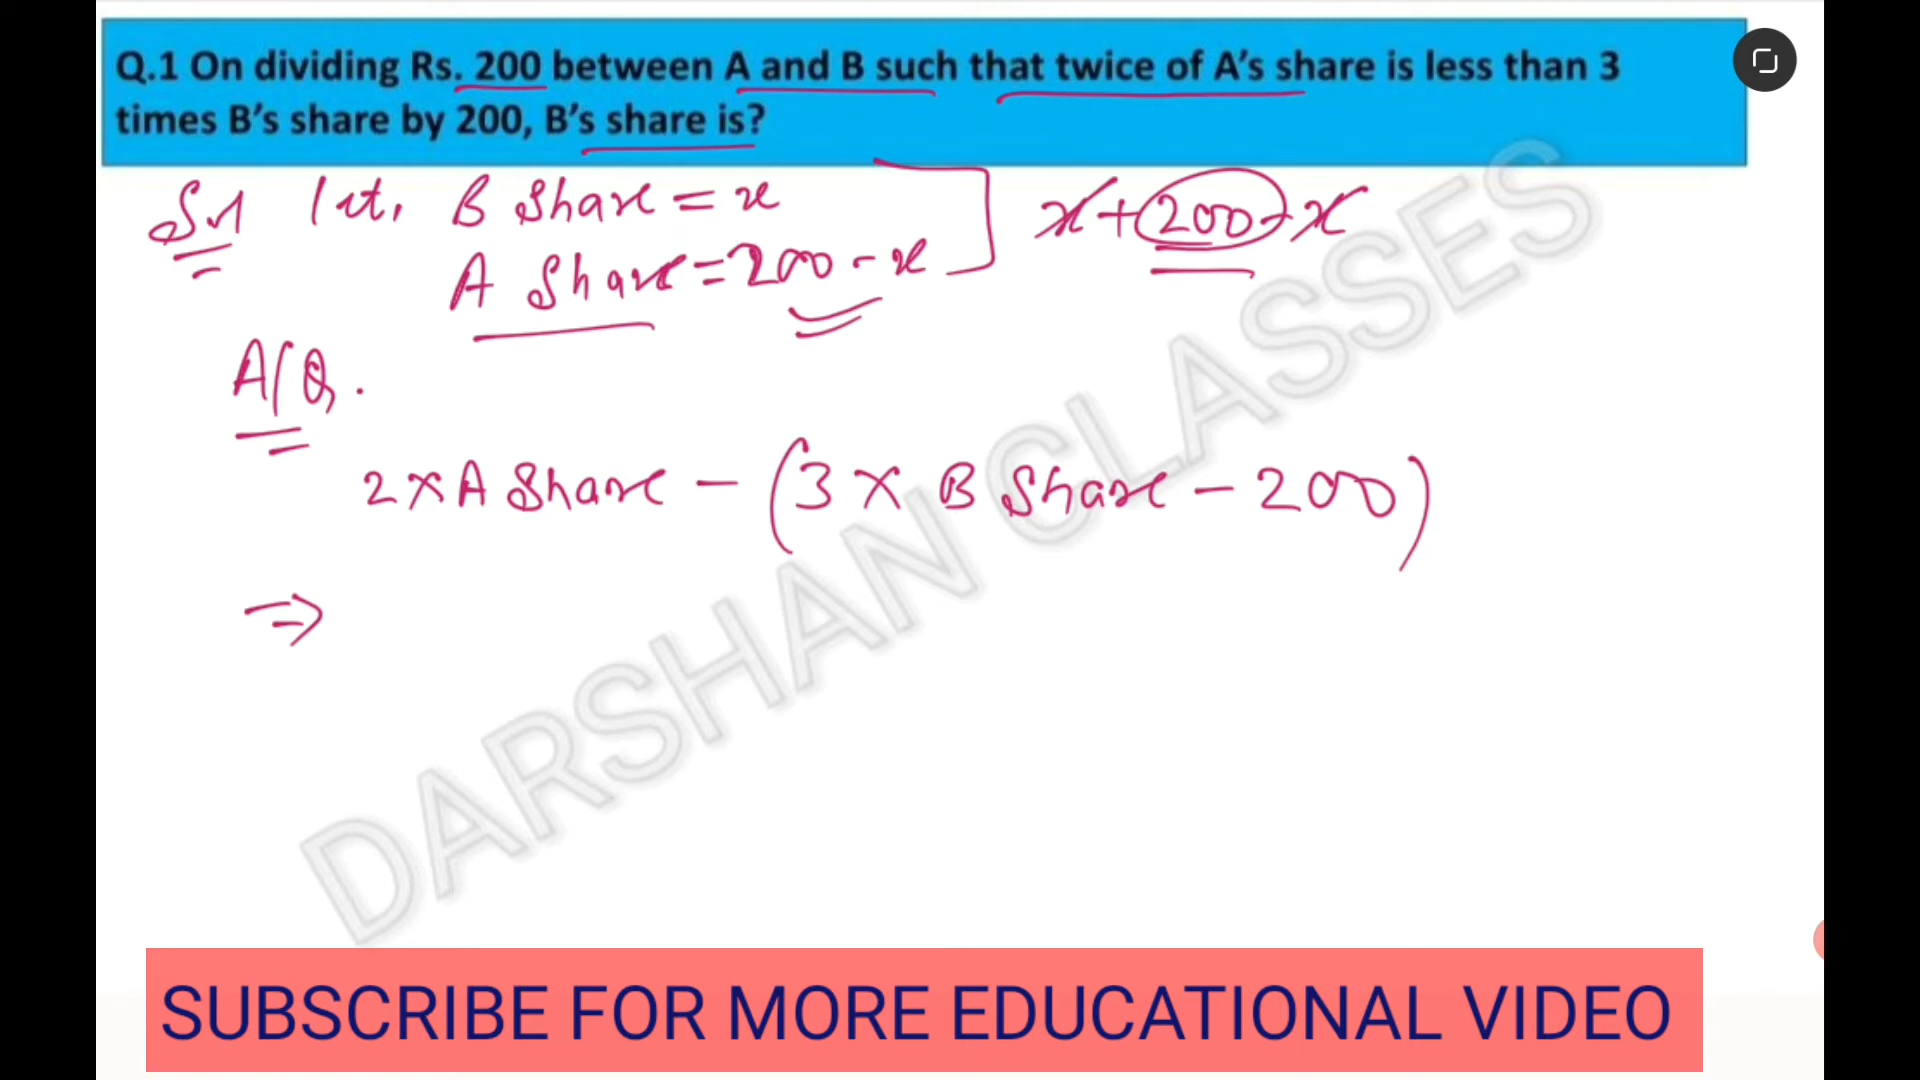 Q.1 On dividing Rs. 200 between A and B such that twice of A's share is less than 3
times B's share by 200, B's share is?
Sol let, B Share = x
A Share = 200 - x
x + 200 - x
A/Q.
2 × A Share - (3 × B Share - 200)
⇒
DARSHAN CLASSES
SUBSCRIBE FOR MORE EDUCATIONAL VIDEO